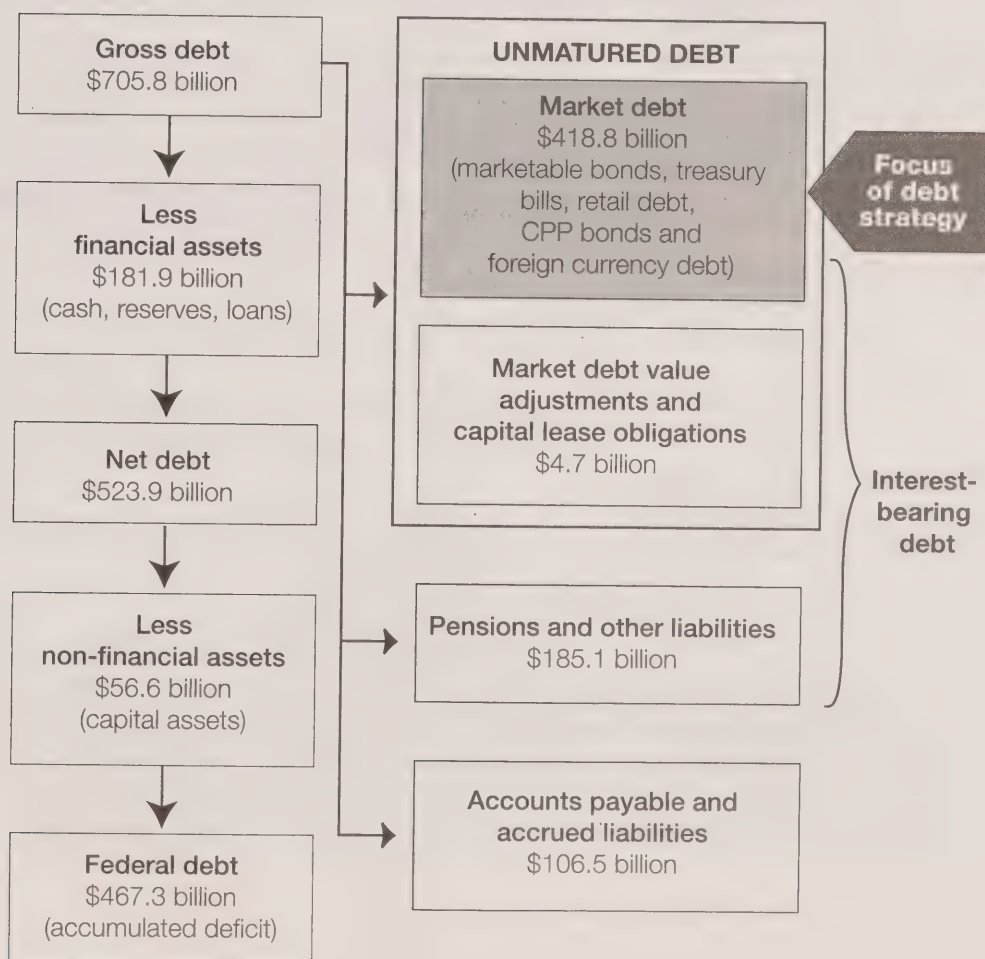 Gross debt
$705.8 billion
Less
financial assets
$181.9 billion
(cash, reserves, loans)
Net debt
$523.9 billion
Less
non-financial assets
$56.6 billion
(capital assets)
Federal debt
$467.3 billion
(accumulated deficit)
UNMATURED DEBT
Market debt
$418.8 billion
(marketable bonds, treasury
bills, retail debt,
CPP bonds and
foreign currency debt)
Market debt value
adjustments and
capital lease obligations
$4.7 billion
Pensions and other liabilities
$185.1 billion
Accounts payable and
accrued liabilities
$106.5 billion
Focus
of debt
strategy
Interest-
bearing
debt